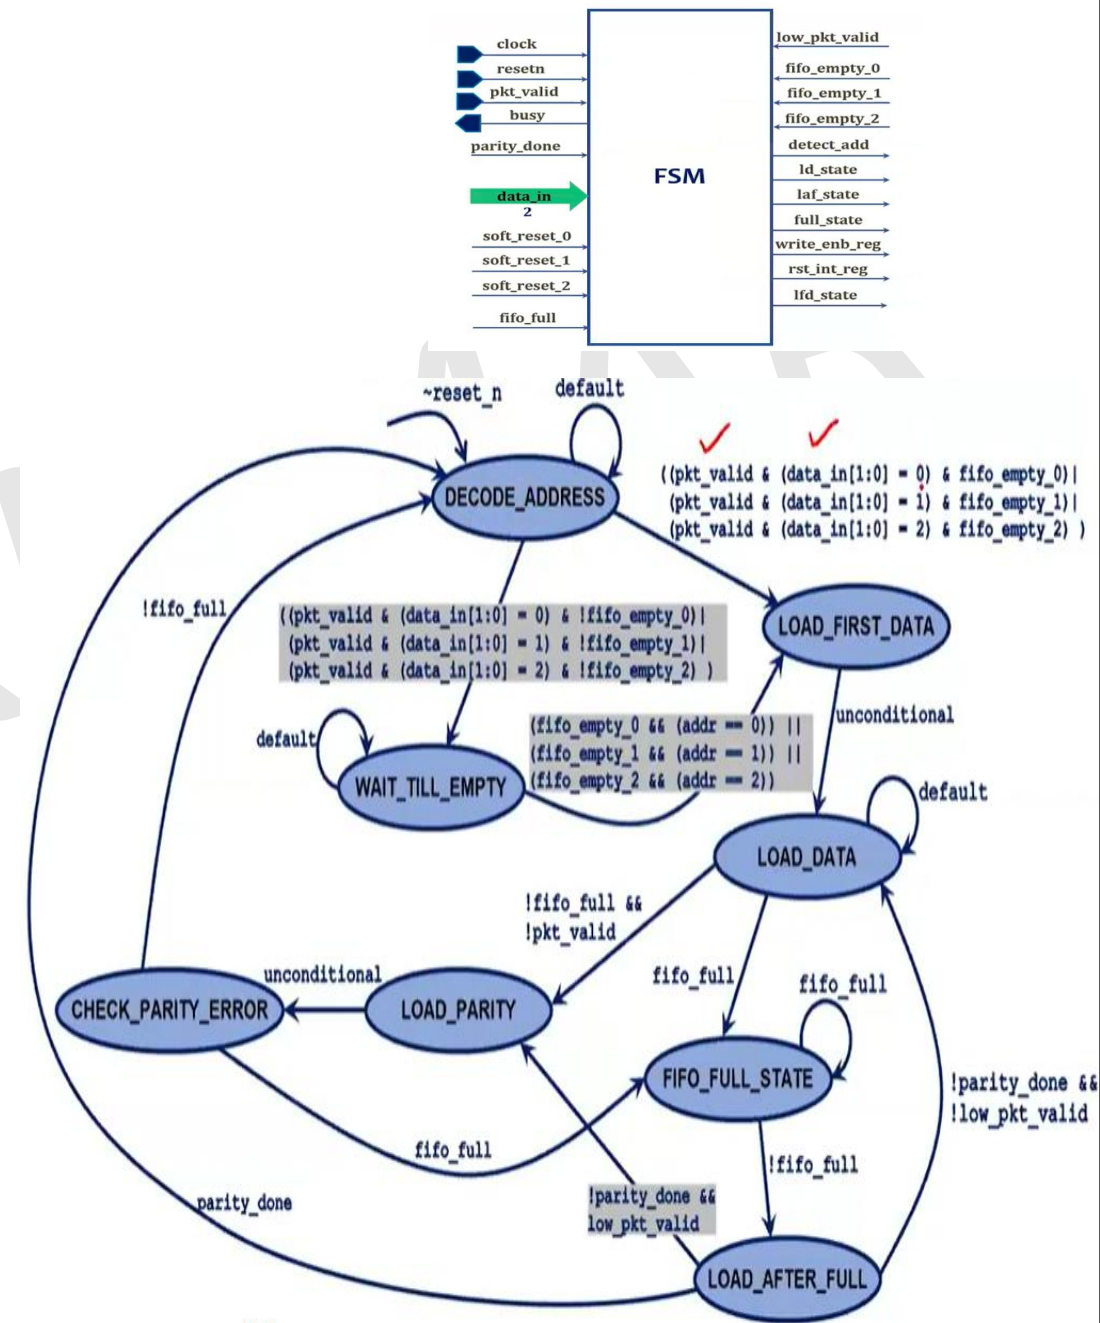 clock
resetn
pkt_valid
busy
parity_done
data_in
2
soft_reset_0
soft_reset_1
soft_reset_2
fifo_full
FSM
low_pkt_valid
fifo_empty_0
fifo_empty_1
fifo_empty_2
detect_add
ld_state
laf_state
full_state
write_enb_reg
rst_int_reg
lfd_state
~reset_n
default
DECODE_ADDRESS
((pkt_valid & (data_in[1:0] = 0) & fifo_empty_0)|
(pkt_valid & (data_in[1:0] = 1) & fifo_empty_1)|
(pkt_valid & (data_in[1:0] = 2) & fifo_empty_2) )
!fifo_full
((pkt_valid & (data_in[1:0] = 0) & !fifo_empty_0)|
(pkt_valid & (data_in[1:0] = 1) & !fifo_empty_1)|
(pkt_valid & (data_in[1:0] = 2) & !fifo_empty_2) )
LOAD_FIRST_DATA
default
WAIT_TILL_EMPTY
(fifo_empty_0 && (addr == 0)) ||
(fifo_empty_1 && (addr == 1)) ||
(fifo_empty_2 && (addr == 2))
unconditional
LOAD_DATA
default
!fifo_full &&
!pkt_valid
fifo_full
fifo_full
CHECK_PARITY_ERROR
unconditional
LOAD_PARITY
FIFO_FULL_STATE
!parity_done &&
!low_pkt_valid
fifo_full
!fifo_full
parity_done
!parity_done &&
low_pkt_valid
LOAD_AFTER_FULL